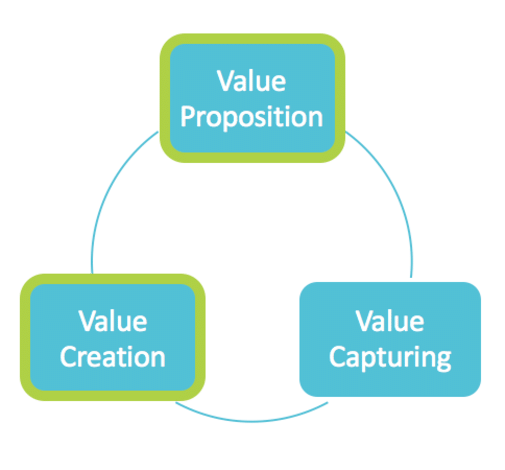 Value
Proposition
Value
Creation
Value
Capturing